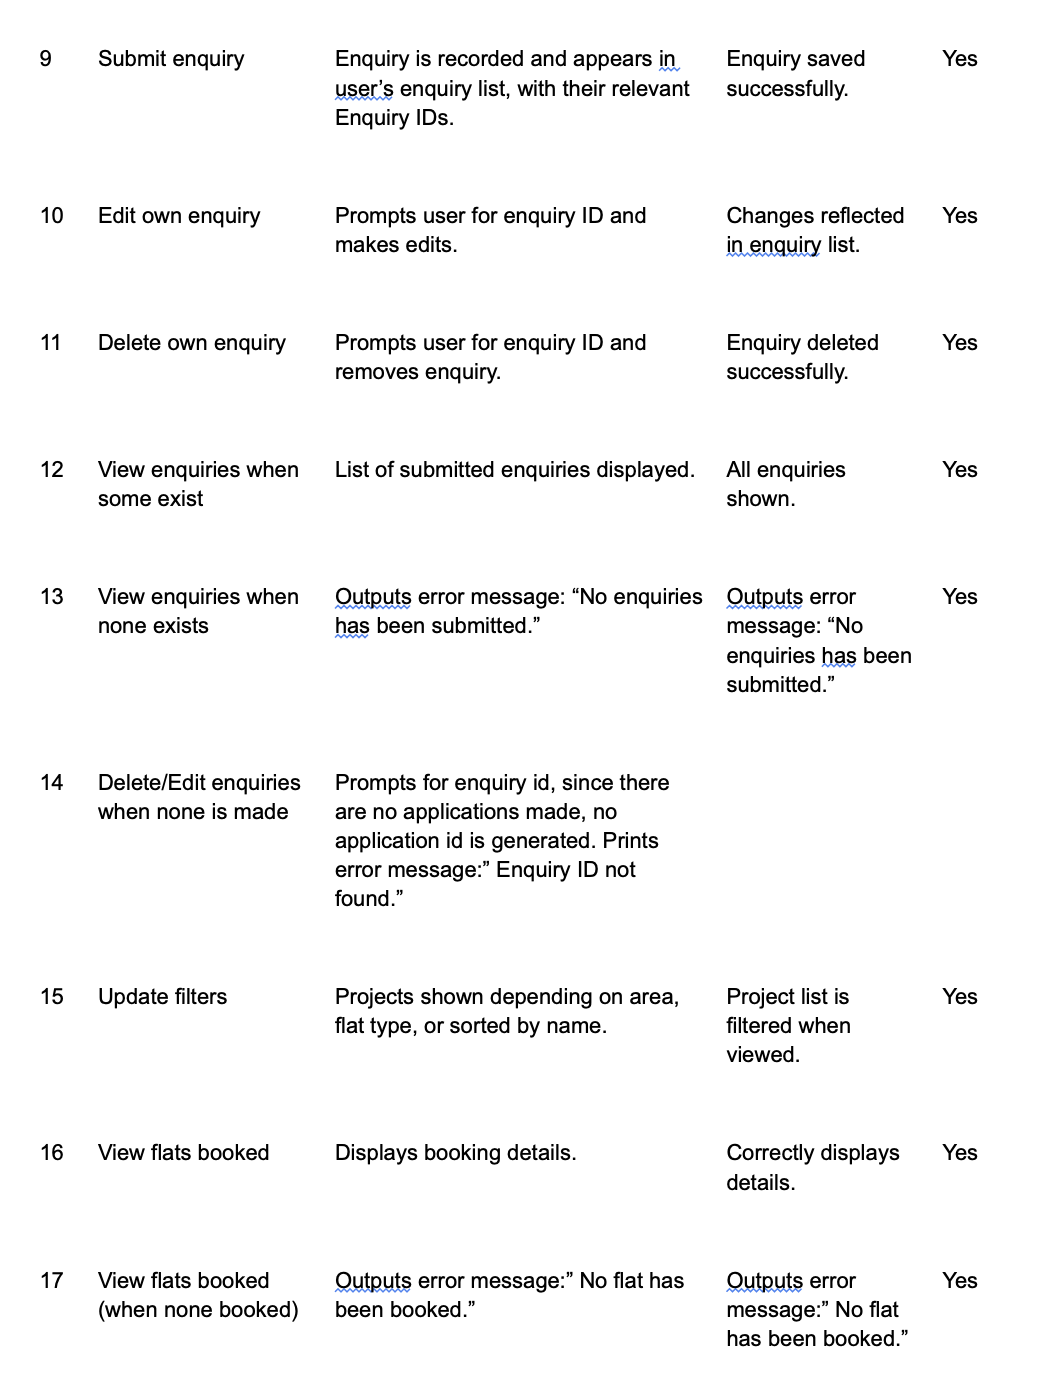 9 Submit enquiry Enquiry is recorded and appears in Enquiry saved Yes
user’s enquiry list, with their relevant successfully.
Enquiry IDs.
10 Edit own enquiry Prompts user for enquiry ID and Changes reflected Yes
makes edits. in enquiry list.
11 Delete own enquiry Prompts user for enquiry ID and Enquiry deleted Yes
removes enquiry. successfully.
12 View enquiries when List of submitted enquiries displayed. All enquiries Yes
some exist shown.
13 View enquiries when Outputs error message: “No enquiries Outputs error Yes
none exists has been submitted.” message: “No
enquiries has been
submitted.”
14 Delete/Edit enquiries Prompts for enquiry id, since there
when none is made are no applications made, no
application id is generated. Prints
error message:” Enquiry ID not
found.”
15 Update filters Projects shown depending on area, Project list is Yes
flat type, or sorted by name. filtered when
viewed.
16 View flats booked Displays booking details. Correctly displays Yes
details.
17 View flats booked Outputs error message:” No flat has Outputs error Yes
(when none booked) been booked.” message:” No flat
has been booked.”